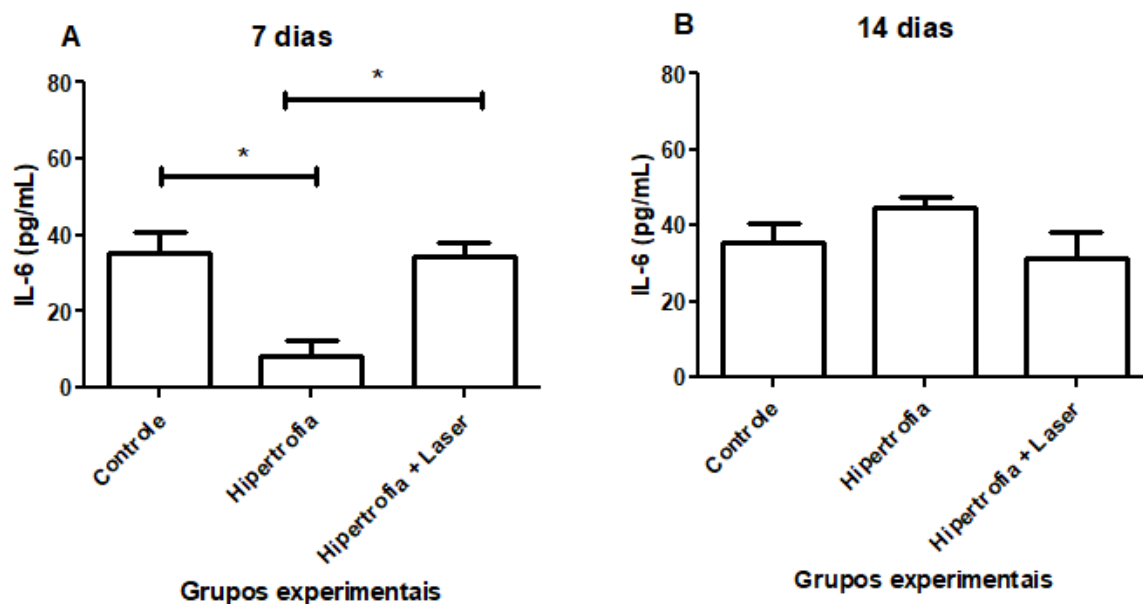 A
7 dias
80
60
40
20
0
IL-6 (pg/mL)
*
*
Controle
Hipertrofia
Hipertrofia + Laser
Grupos experimentais
B
14 dias
80
60
40
20
0
IL-6 (pg/mL)
Controle
Hipertrofia
Hipertrofia + Laser
Grupos experimentais